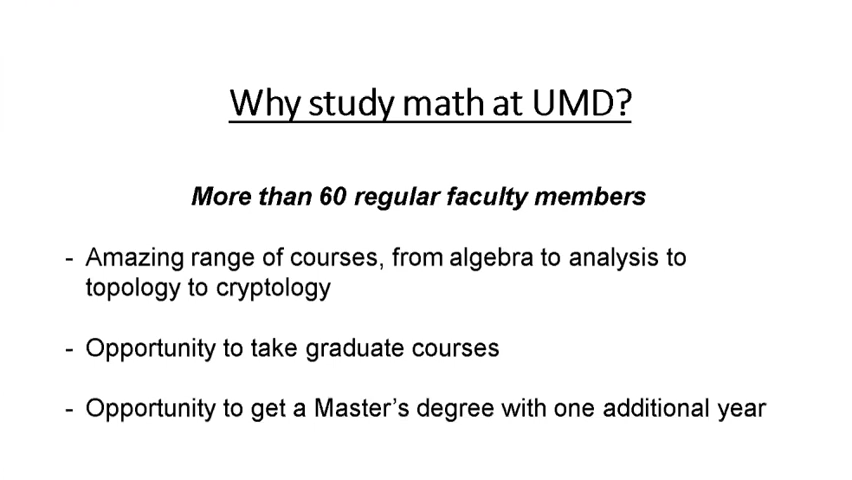 Why study math at UMD?
More than 60 regular faculty members
- Amazing range of courses, from algebra to analysis to
topology to cryptology
- Opportunity to take graduate courses
- Opportunity to get a Master’s degree with one additional year